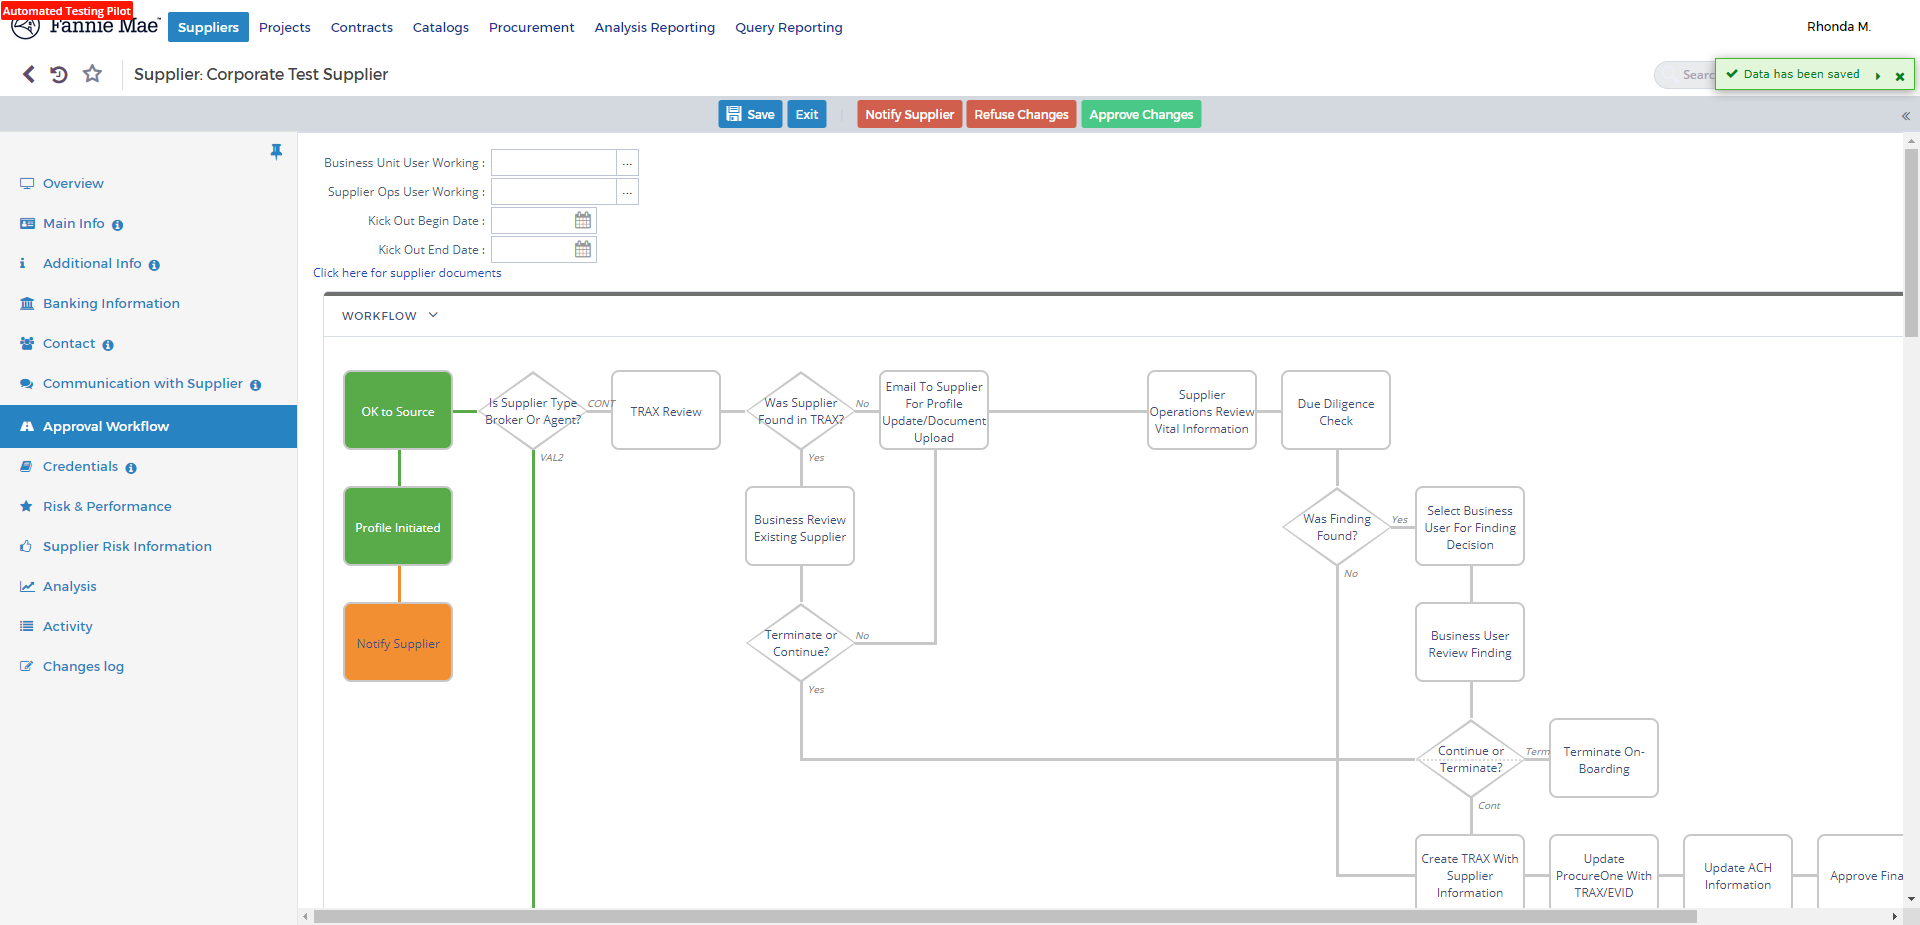 Automated Testing Pilot
Fannie Mae
Suppliers Projects Contracts Catalogs Procurement Analysis Reporting Query Reporting
Rhonda M.
Supplier: Corporate Test Supplier
Searc
Data has been saved
Save Exit Notify Supplier Refuse Changes Approve Changes
Overview
Main Info
Additional Info
Banking Information
Contact
Communication with Supplier
Approval Workflow
Credentials
Risk & Performance
Supplier Risk Information
Analysis
Activity
Changes log
Business Unit User Working :
...
Supplier Ops User Working :
...
Kick Out Begin Date :
Kick Out End Date :
Click here for supplier documents
WORKFLOW
OK to Source
Is Supplier Type
Broker Or Agent?
CONT
VAL2
TRAX Review
Was Supplier
Found in TRAX?
No
Yes
Email To Supplier
For Profile
Update/Document
Upload
Supplier
Operations Review
Vital Information
Due Diligence
Check
Profile Initiated
Business Review
Existing Supplier
Was Finding
Found?
Yes
No
Select Business
User For Finding
Decision
Notify Supplier
Terminate or
Continue?
No
Yes
Business User
Review Finding
Continue or
Terminate?
Term
Cont
Terminate On-
Boarding
Create TRAX With
Supplier
Information
Update
ProcureOne With
TRAX/EVID
Update ACH
Information
Approve Fina